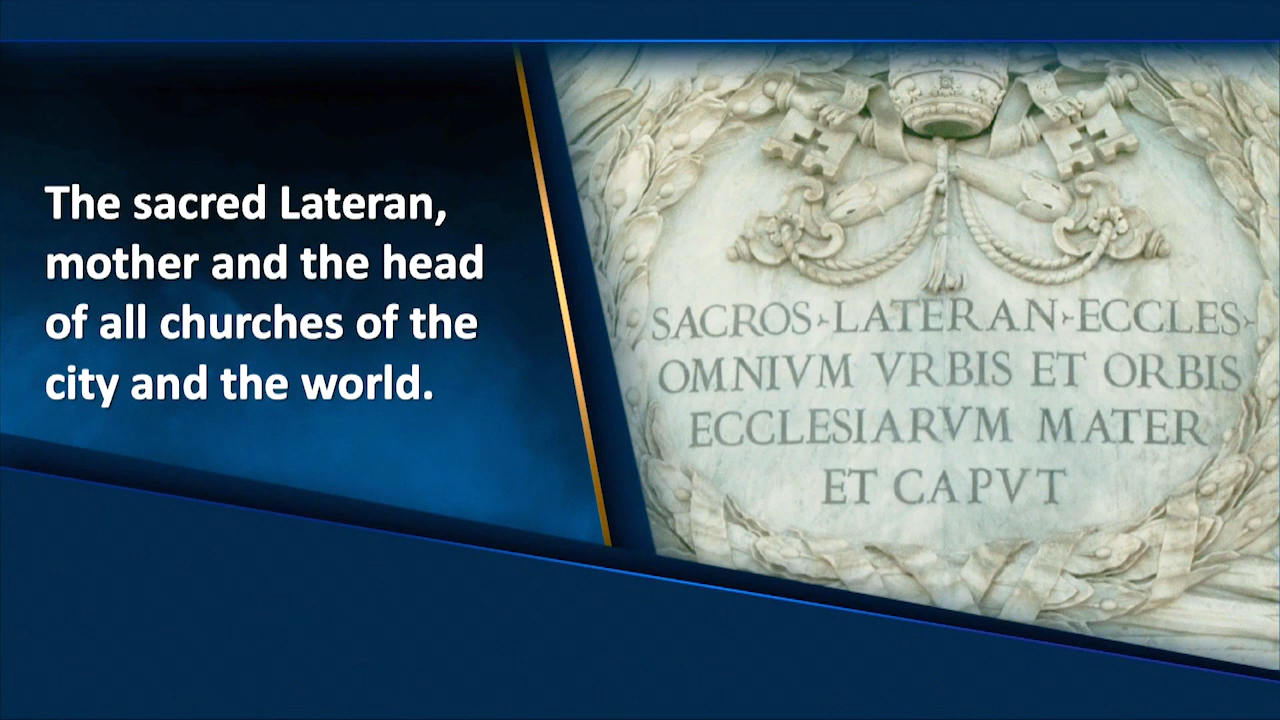 The sacred Lateran,
mother and the head
of all churches of the
city and the world.
SACROS LATERAN ECCLES
OMNIVM VRBIS ET ORBIS
ECCLESIARVM MATER
ET CAPVT